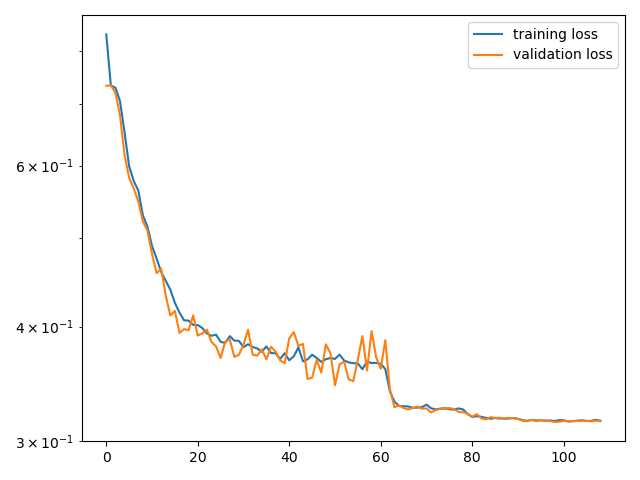 training loss
validation loss
6 × 10⁻¹
4 × 10⁻¹
3 × 10⁻¹
0 20 40 60 80 100